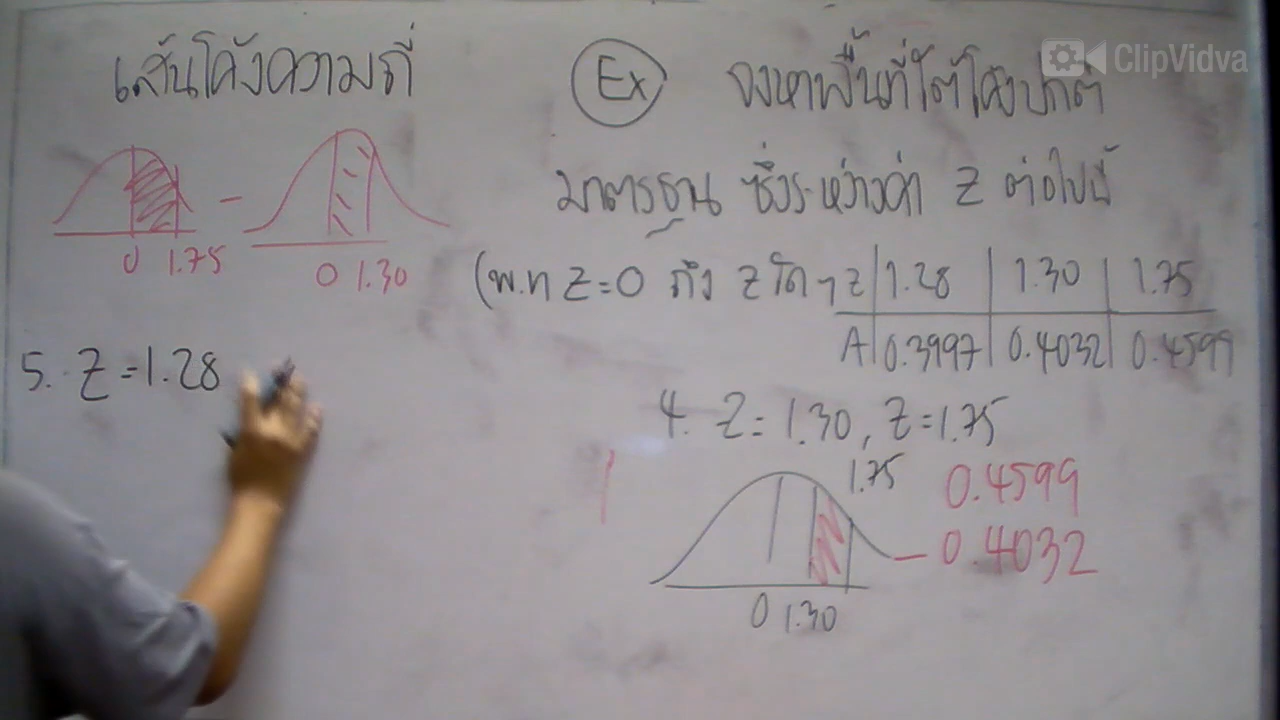 เส้นโค้งความถี่
0 1.75 – 0 1.30
5. Z=1.28
ClipVidva
Ex จงหาพื้นที่ใต้โค้งปกติ
มาตรฐาน ซึ่งระหว่างค่า Z ต่อไปนี้
(พ.ท Z=0 ถึง Z ใดๆ
Z 1.28 1.30 1.75
A 0.3997 0.4032 0.4599
4. Z=1.30, Z=1.75
1.75
0 1.30
0.4599
– 0.4032